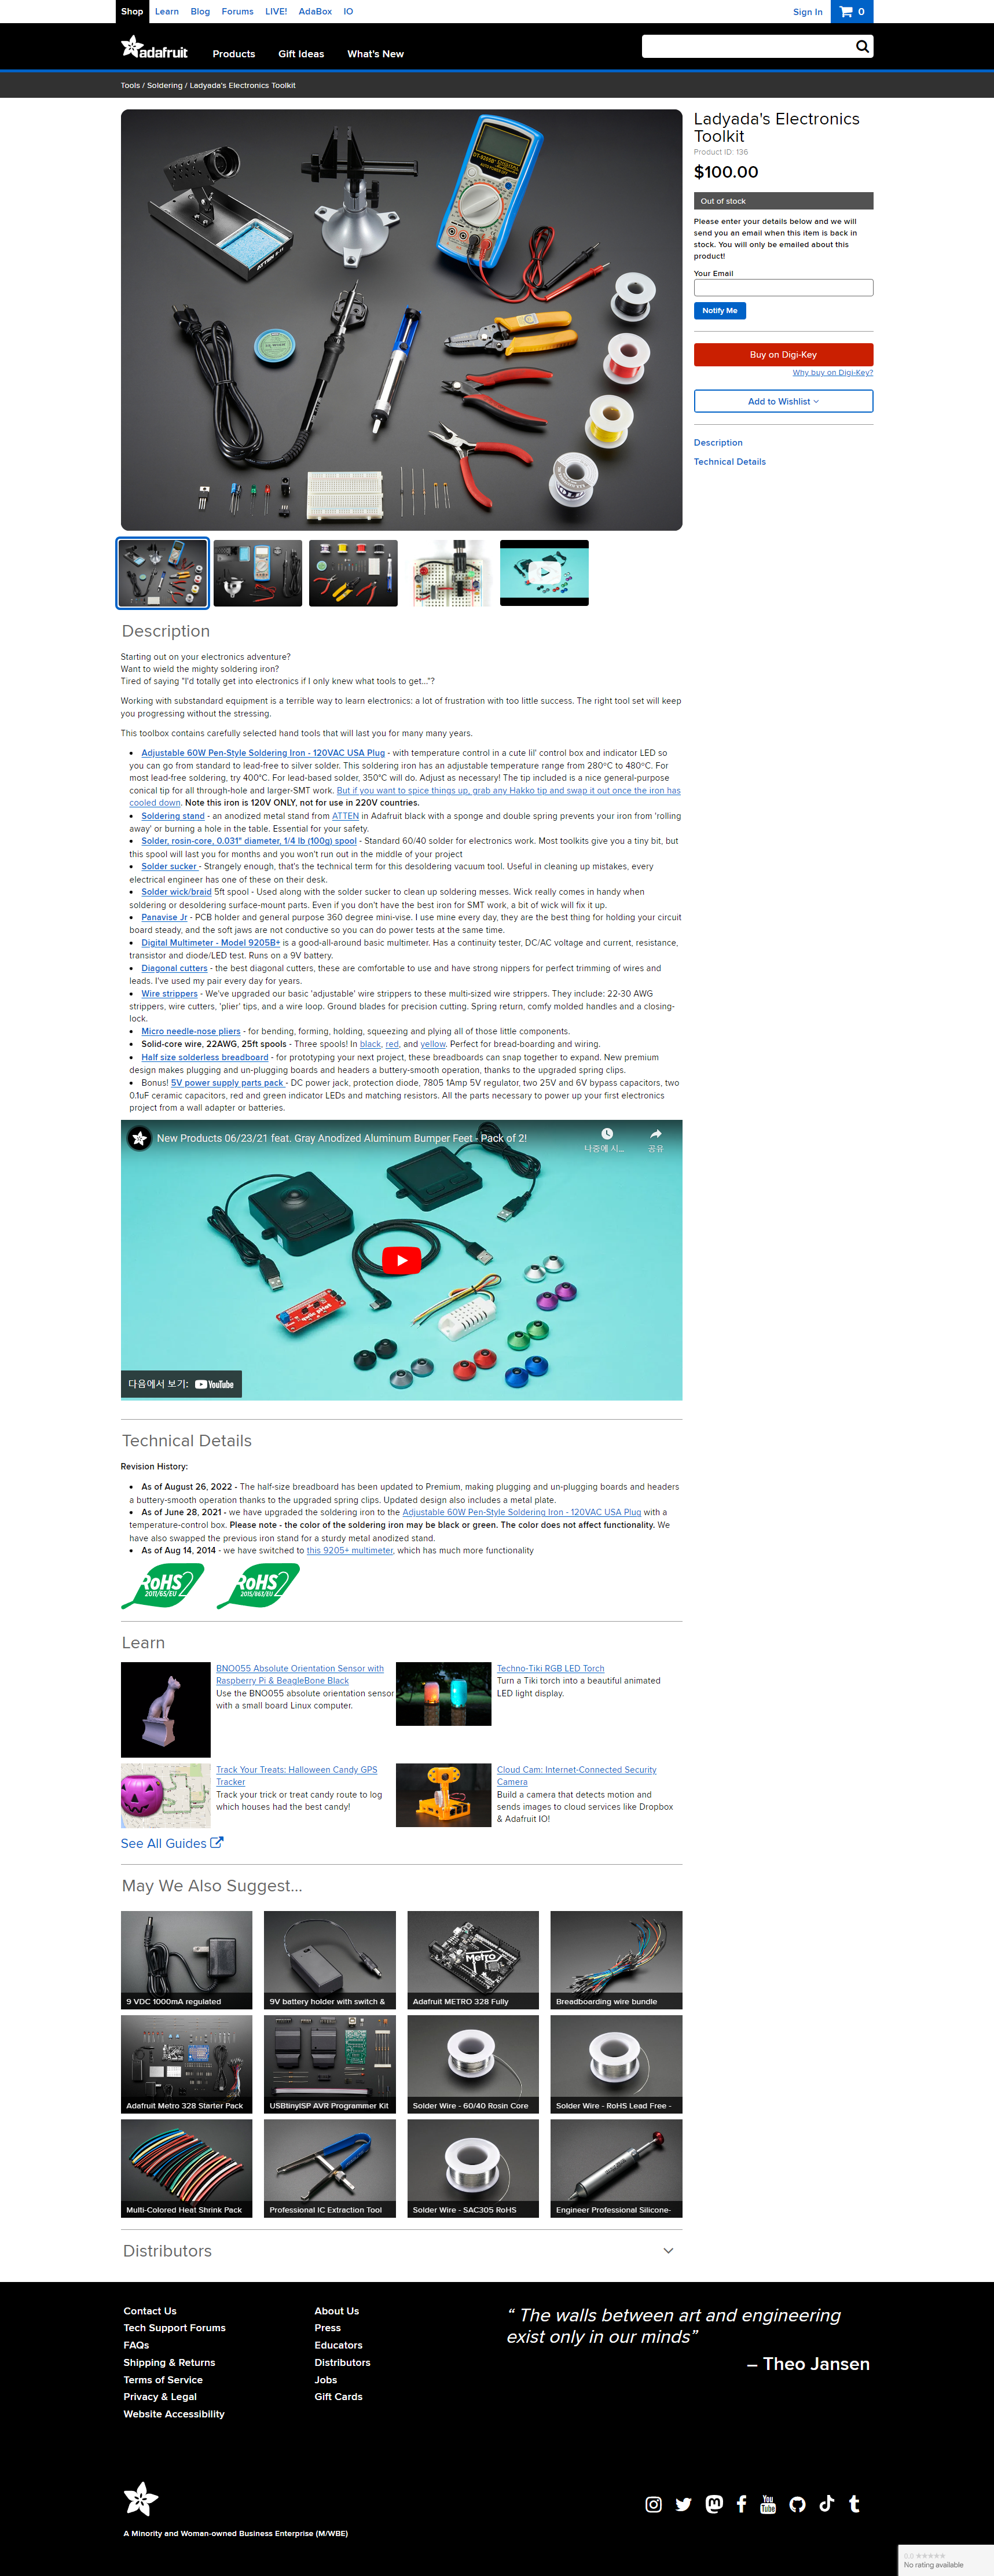 Shop Learn Blog Forums LIVE! AdaBox IO Sign In 0
adafruit Products Gift Ideas What's New
Tools / Soldering / Ladyada's Electronics Toolkit
Ladyada's Electronics
Toolkit
Product ID: 136
$100.00
Out of stock
Please enter your details below and we will
send you an email when this item is back in
stock. You will only be emailed about this
product!
Your Email
Notify Me
Buy on Digi-Key
Why buy on Digi-Key?
Add to Wishlist
Description
Technical Details
Description
Starting out on your electronics adventure?
Want to wield the mighty soldering iron?
Tired of saying "I'd totally get into electronics if I only knew what tools to get..."?
Working with substandard equipment is a terrible way to learn electronics: a lot of frustration with too little success. The right tool set will keep
you progressing without the stressing.
This toolbox contains carefully selected hand tools that will last you for many many years.
• Adjustable 60W Pen-Style Soldering Iron - 120VAC USA Plug - with temperature control in a cute lil' control box and indicator LED so
you can go from standard to lead-free to silver solder. This soldering iron has an adjustable temperature range from 280°C to 480°C. For
most lead-free soldering, try 400°C. For lead-based solder, 350°C will do. Adjust as necessary! The tip included is a nice general-purpose
conical tip for all through-hole and larger-SMT work. But if you want to spice things up, grab any Hakko tip and swap it out once the iron has
cooled down. Note this iron is 120V ONLY, not for use in 220V countries.
• Soldering stand - an anodized metal stand from ATTEN in Adafruit black with a sponge and double spring prevents your iron from 'rolling
away' or burning a hole in the table. Essential for your safety.
• Solder, rosin-core, 0.031" diameter, 1/4 lb (100g) spool - Standard 60/40 solder. Most toolkits give you a tiny bit, but
this spool will last you for months and you won't run out in the middle of your project
• Solder sucker - Strangely enough, that's the technical term for this desoldering vacuum tool. Useful in cleaning up mistakes, every
electrical engineer has one of these on their desk.
• Solder wick/braid 5ft spool - Used along with the solder sucker to clean up soldering messes. Wick really comes in handy when
soldering or desoldering surface-mount parts. Even if you don't have the best iron for SMT work, a bit of wick will fix it up.
• Panavise Jr - PCB holder and general purpose 360 degree mini-vise. I use mine every day, they are the best thing for holding your circuit
board steady, and the soft jaws are not conductive so you can do power tests at the same time.
• Digital Multimeter - Model 9205B+ is a good-all-around basic multimeter. Has a continuity tester, DC/AC voltage and current, resistance,
transistor and diode/LED test. Runs on a 9V battery.
• Diagonal cutters - the best diagonal cutters, these are comfortable to use and have strong nippers for perfect trimming of wires and
leads. I've used my pair every day for years.
• Wire strippers - We've upgraded our basic 'adjustable' wire strippers to these multi-sized wire strippers. They include: 22-30 AWG
strippers, wire cutters, 'plier' tips, and a wire loop. Ground blades for precision cutting. Spring return, comfy molded handles and a closing-
lock.
• Micro needle-nose pliers - for bending, forming, holding, squeezing and plying all of those little components.
• Solid-core wire, 22AWG, 25ft spools - Three spools! In black, red, and yellow. Perfect for bread-boarding and wiring.
• Half size solderless breadboard - for prototyping your next project, these breadboards can snap together to expand. New premium
design makes plugging and un-plugging boards and headers a buttery-smooth operation, thanks to the upgraded spring clips.
• Bonus! 5V power supply parts pack - DC power jack, protection diode, 7805 1Amp 5V regulator, two 25V and 6V bypass capacitors, two
0.1uF ceramic capacitors, red and green indicator LEDs and matching resistors. All the parts necessary to power up your first electronics
project from a wall adapter or batteries.
New Products 06/23/21 feat. Gray Anodized Aluminum Bumper Feet - Pack of 2!
나중에 시... 공유
다음에서 보기: YouTube
Technical Details
Revision History:
• As of August 26, 2022 - The half-size breadboard has been updated to Premium, making plugging and un-plugging boards and headers
a buttery-smooth operation thanks to the upgraded spring clips. Updated design also includes a metal plate.
• As of June 28, 2021 - we have upgraded the soldering iron to the Adjustable 60W Pen-Style Soldering Iron - 120VAC USA Plug with a
temperature-control box. Please note - the color of the soldering iron may be black or green. The color does not affect functionality. We
have also swapped the previous iron stand for a sturdy metal anodized stand.
• As of Aug 14, 2014 - we have switched to this 9205+ multimeter, which has much more functionality
RoHS 2 RoHS 2
2011/65/EU 2015/863/EU
Learn
BNO055 Absolute Orientation Sensor with
Raspberry Pi & BeagleBone Black
Use the BNO055 absolute orientation sensor
with a small board Linux computer.
Techno-Tiki RGB LED Torch
Turn a Tiki torch into a beautiful animated
LED light display.
Track Your Treats: Halloween Candy GPS
Tracker
Track your trick or treat candy route to log
which houses had the best candy!
Cloud Cam: Internet-Connected Security
Camera
Build a camera that detects motion and
sends images to cloud services like Dropbox
& Adafruit IO!
See All Guides
May We Also Suggest...
9 VDC 1000mA regulated
9V battery holder with switch &
Metro
Adafruit METRO 328 Fully
Breadboarding wire bundle
Adafruit Metro 328 Starter Pack
USBtinyISP AVR Programmer Kit
Solder Wire - 60/40 Rosin Core
Solder Wire - RoHS Lead Free -
Multi-Colored Heat Shrink Pack
Professional IC Extraction Tool
Solder Wire - SAC305 RoHS
Engineer Professional Silicone-
Distributors
Contact Us
Tech Support Forums
FAQs
Shipping & Returns
Terms of Service
Privacy & Legal
Website Accessibility
About Us
Press
Educators
Distributors
Jobs
Gift Cards
“ The walls between art and engineering
exist only in our minds”
– Theo Jansen
A Minority and Woman-owned Business Enterprise (M/WBE)
0.0
No rating available